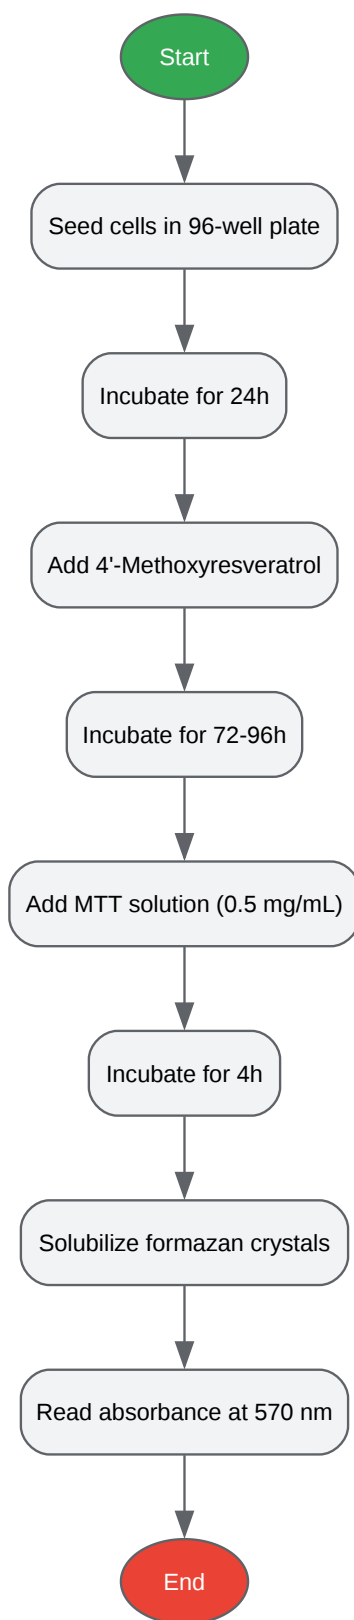 Start
Seed cells in 96-well plate
Incubate for 24h
Add 4'-Methoxyresveratrol
Incubate for 72-96h
Add MTT solution (0.5 mg/mL)
Incubate for 4h
Solubilize formazan crystals
Read absorbance at 570 nm
End